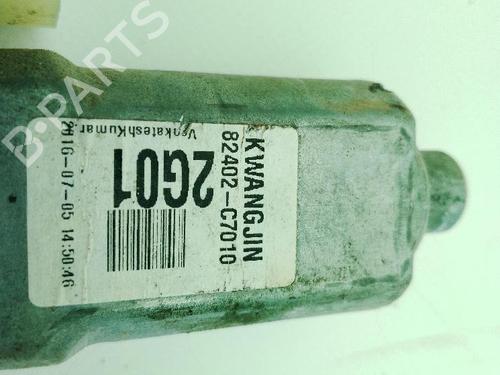 KWANGJIN
82402-C7010
2G01
VenkateshKumar
2016-07-05 14:50:46
B-PARTS